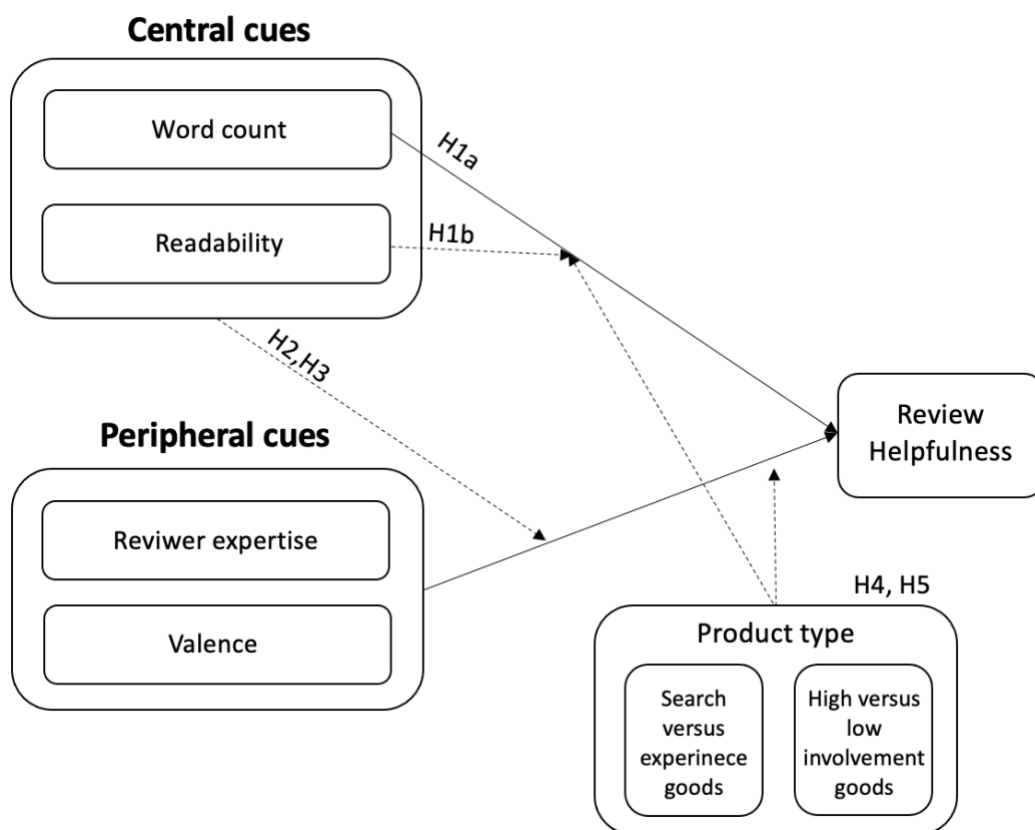 Central cues
Word count
H1a
Readability
H1b
H2,H3
Peripheral cues
Reviwer expertise
Valence
Review
Helpfulness
H4, H5
Product type
Search
versus
experinece
goods
High versus
low
involvement
goods